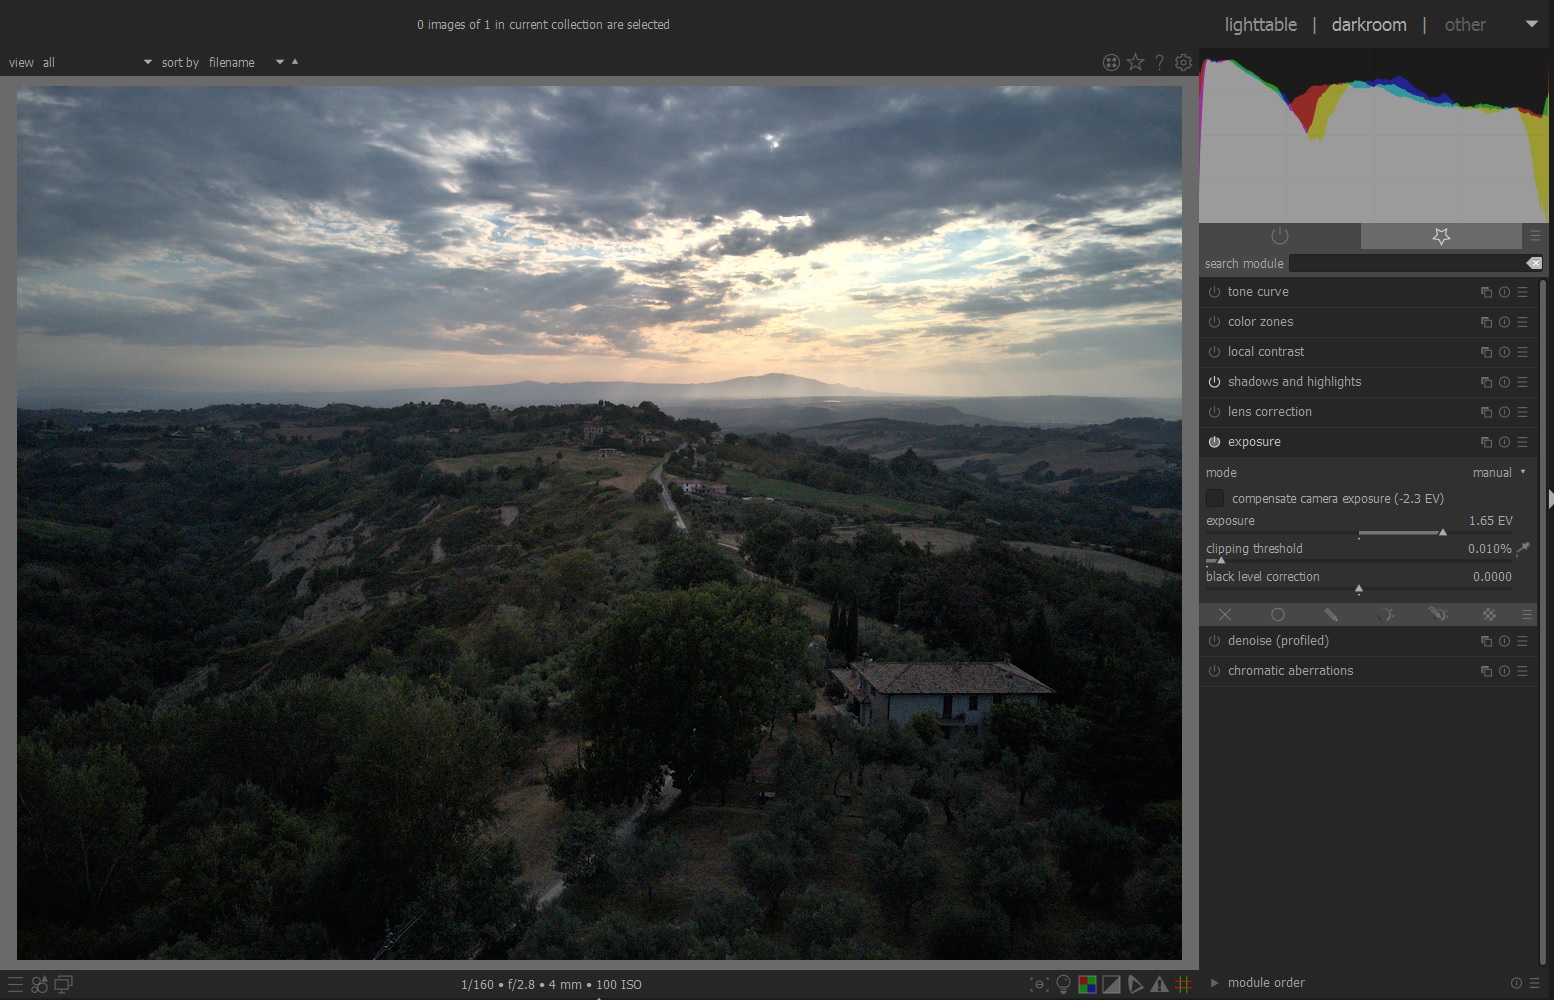 0 images of 1 in current collection are selected
lighttable | darkroom | other
view all sort by filename
search module
tone curve
color zones
local contrast
shadows and highlights
lens correction
exposure
mode manual
compensate camera exposure (-2.3 EV)
exposure 1.65 EV
clipping threshold 0.010%
black level correction 0.0000
denoise (profiled)
chromatic aberrations
1/160 • f/2.8 • 4 mm • 100 ISO
module order